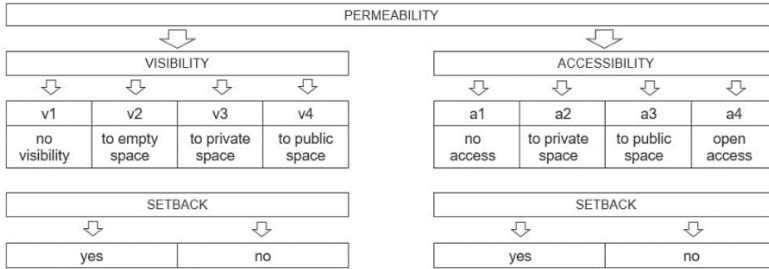 PERMEABILITY
VISIBILITY
ACCESSIBILITY
v1 v2 v3 v4
a1 a2 a3 a4
no to empty to private to public
visibility space space space
no to private to public open
access space space access
SETBACK
SETBACK
yes no
yes no